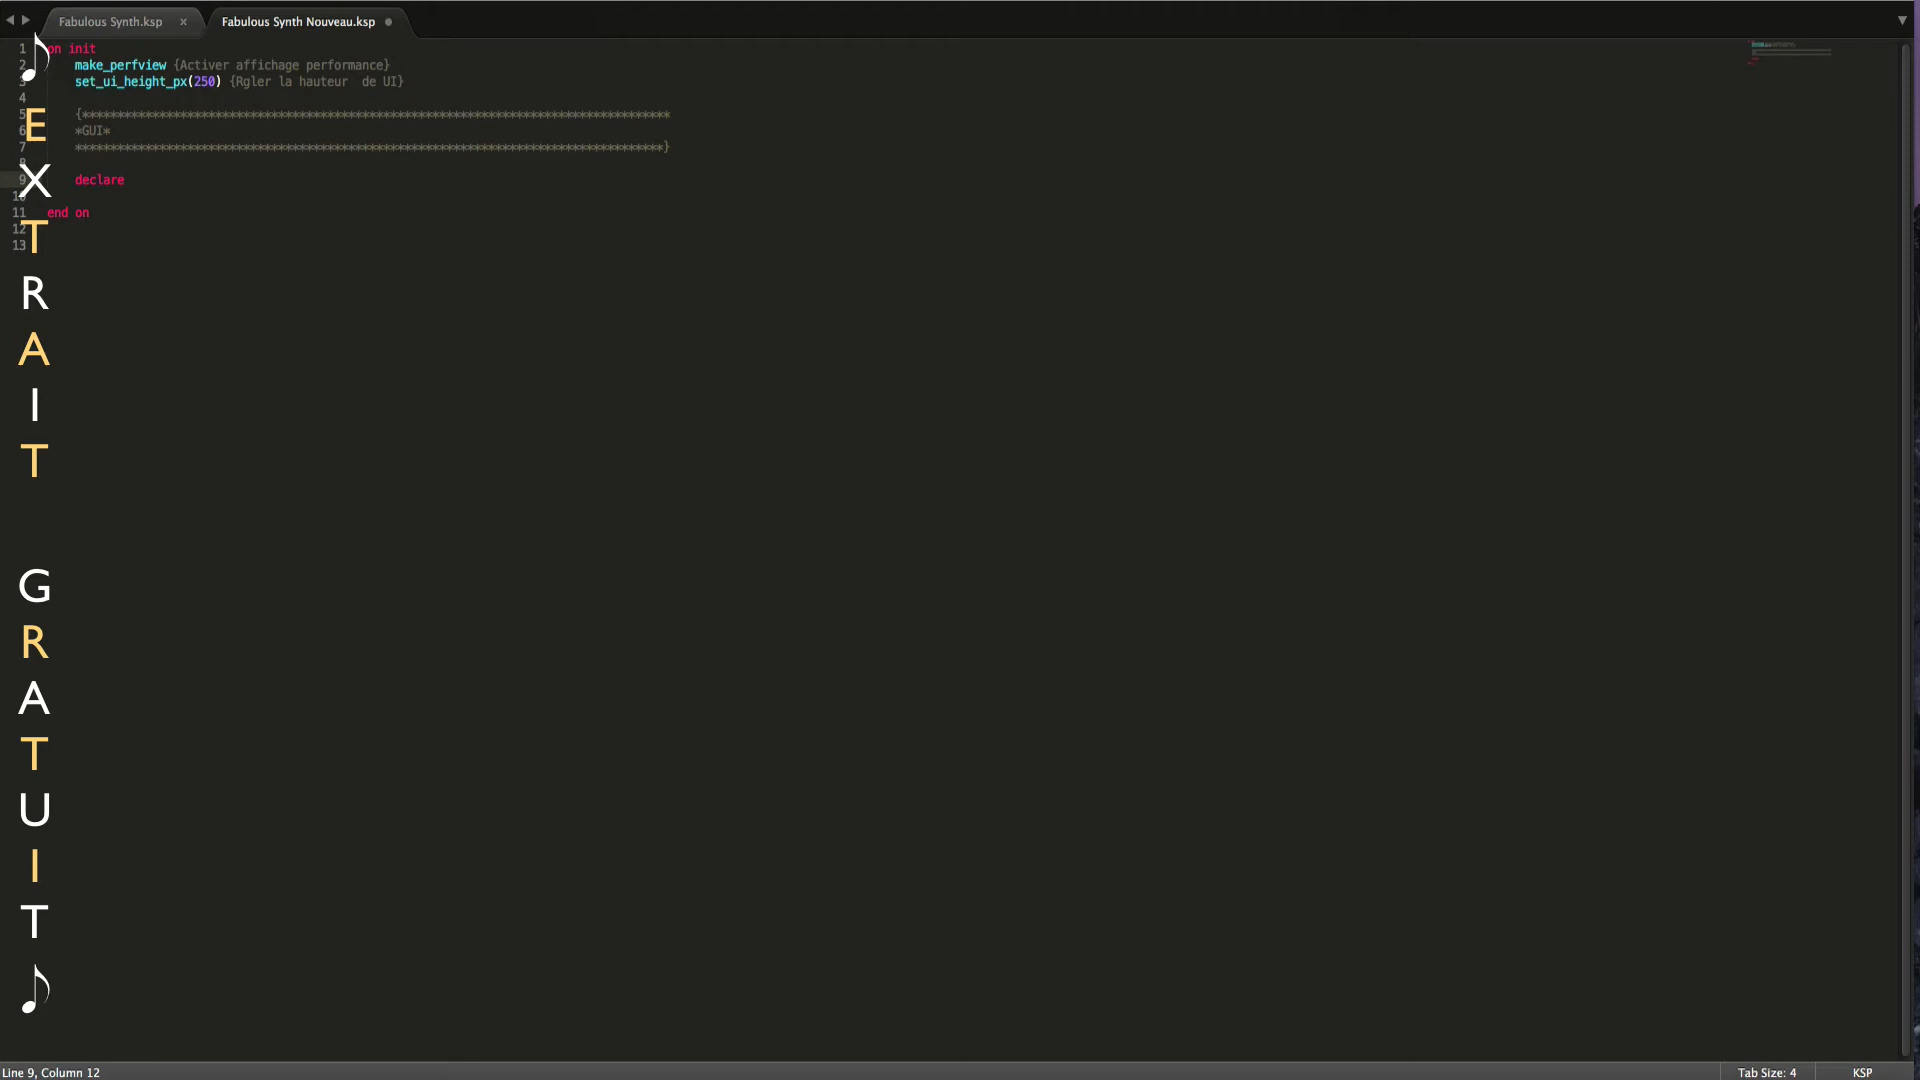 Fabulous Synth.ksp x
Fabulous Synth Nouveau.ksp
1 on init
2 make_perfview {Activer affichage performance}
3 set_ui_height_px(250) {Rgler la hauteur  de UI}
4
5 {************************************************************************************
6 *GUI*
7 ************************************************************************************}
8
9 declare
10
11 end on
12
13
♪
E
X
T
R
A
I
T
G
R
A
T
U
I
T
♪
Line 9, Column 12
Tab Size: 4
KSP